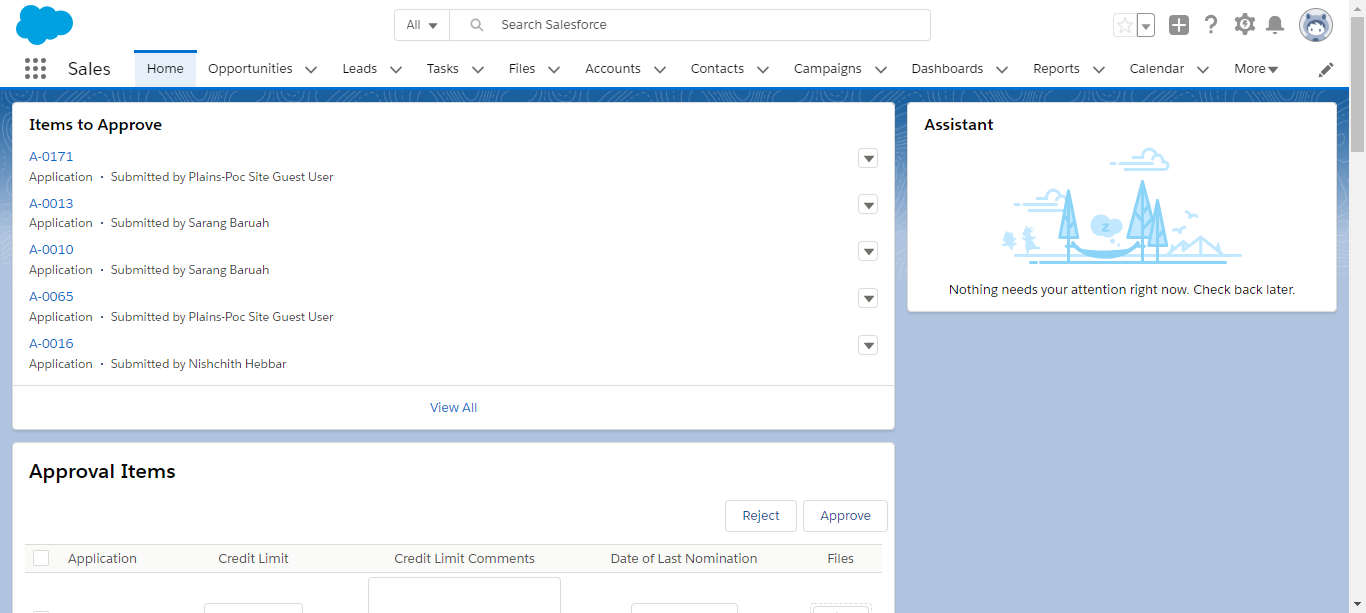 All
Search Salesforce
Sales
Home
Opportunities
Leads
Tasks
Files
Accounts
Contacts
Campaigns
Dashboards
Reports
Calendar
More
Items to Approve
A-0171
Application • Submitted by Plains-Poc Site Guest User
A-0013
Application • Submitted by Sarang Baruah
A-0010
Application • Submitted by Sarang Baruah
A-0065
Application • Submitted by Plains-Poc Site Guest User
A-0016
Application • Submitted by Nishchith Hebbar
View All
Assistant
z
Nothing needs your attention right now. Check back later.
Approval Items
Reject
Approve
Application
Credit Limit
Credit Limit Comments
Date of Last Nomination
Files